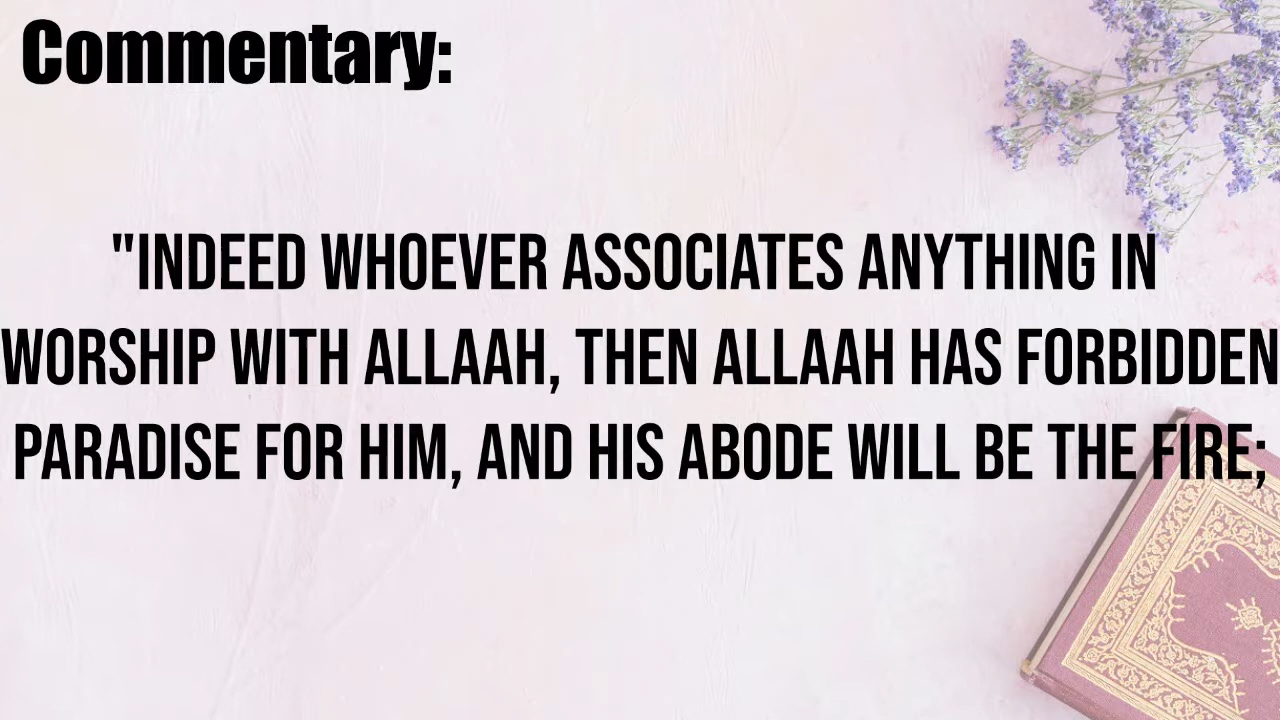 Commentary:
"INDEED WHOEVER ASSOCIATES ANYTHING IN
WORSHIP WITH ALLAAH, THEN ALLAAH HAS FORBIDDEN
PARADISE FOR HIM, AND HIS ABODE WILL BE THE FIRE;